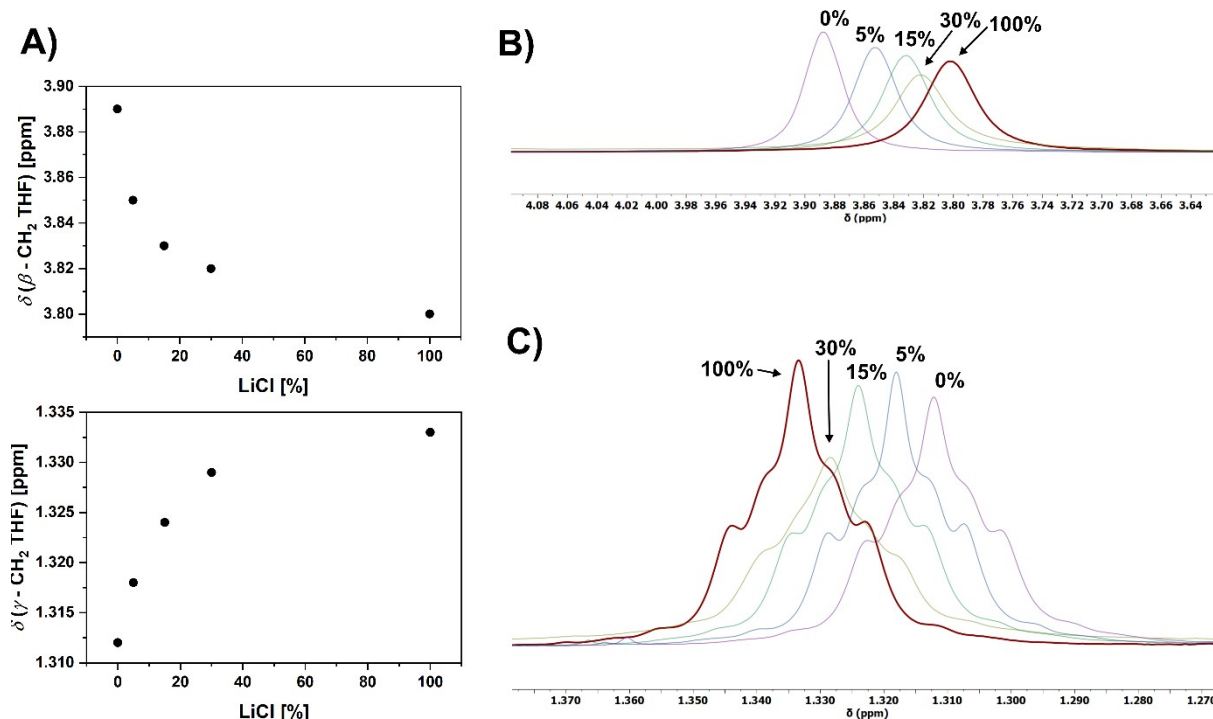 A)
3.90
3.88
3.86
3.84
3.82
3.80
δ (β - CH₂ THF) [ppm]
0 20 40 60 80 100
LiCl [%]
1.335
1.330
1.325
1.320
1.315
1.310
δ (γ - CH₂ THF) [ppm]
0 20 40 60 80 100
LiCl [%]
B)
0%
5%
15%
30%
100%
4.08 4.06 4.04 4.02 4.00 3.98 3.96 3.94 3.92 3.90 3.88 3.86 3.84 3.82 3.80 3.78 3.76 3.74 3.72 3.70 3.68 3.66 3.64
δ (ppm)
C)
100%
30%
15%
5%
0%
1.370 1.360 1.350 1.340 1.330 1.320 1.310 1.300 1.290 1.280 1.270
δ (ppm)